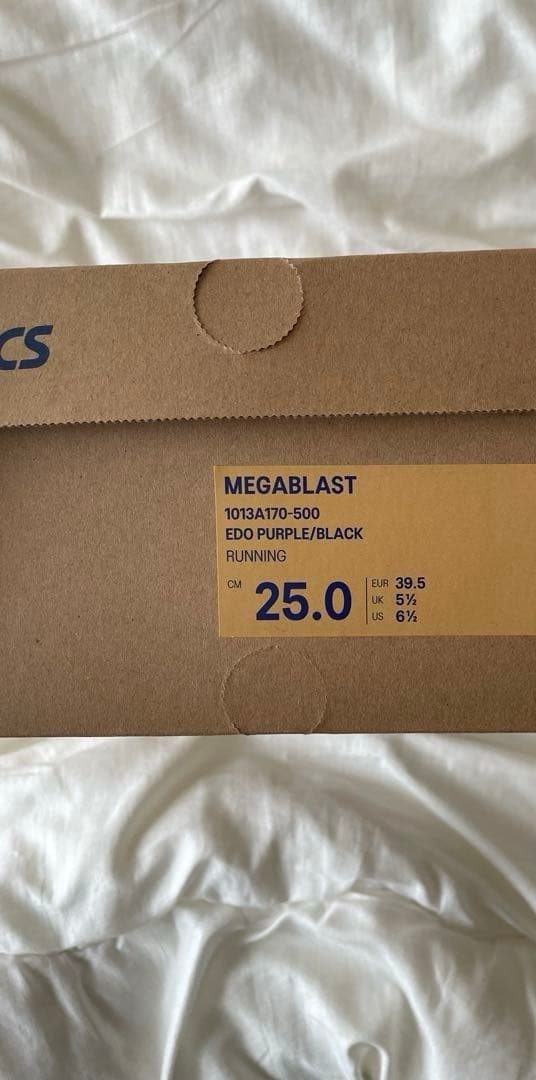 CS
MEGABLAST
1013A170-500
EDO PURPLE/BLACK
RUNNING
CM 25.0
EUR 39.5
UK 5½
US 6½